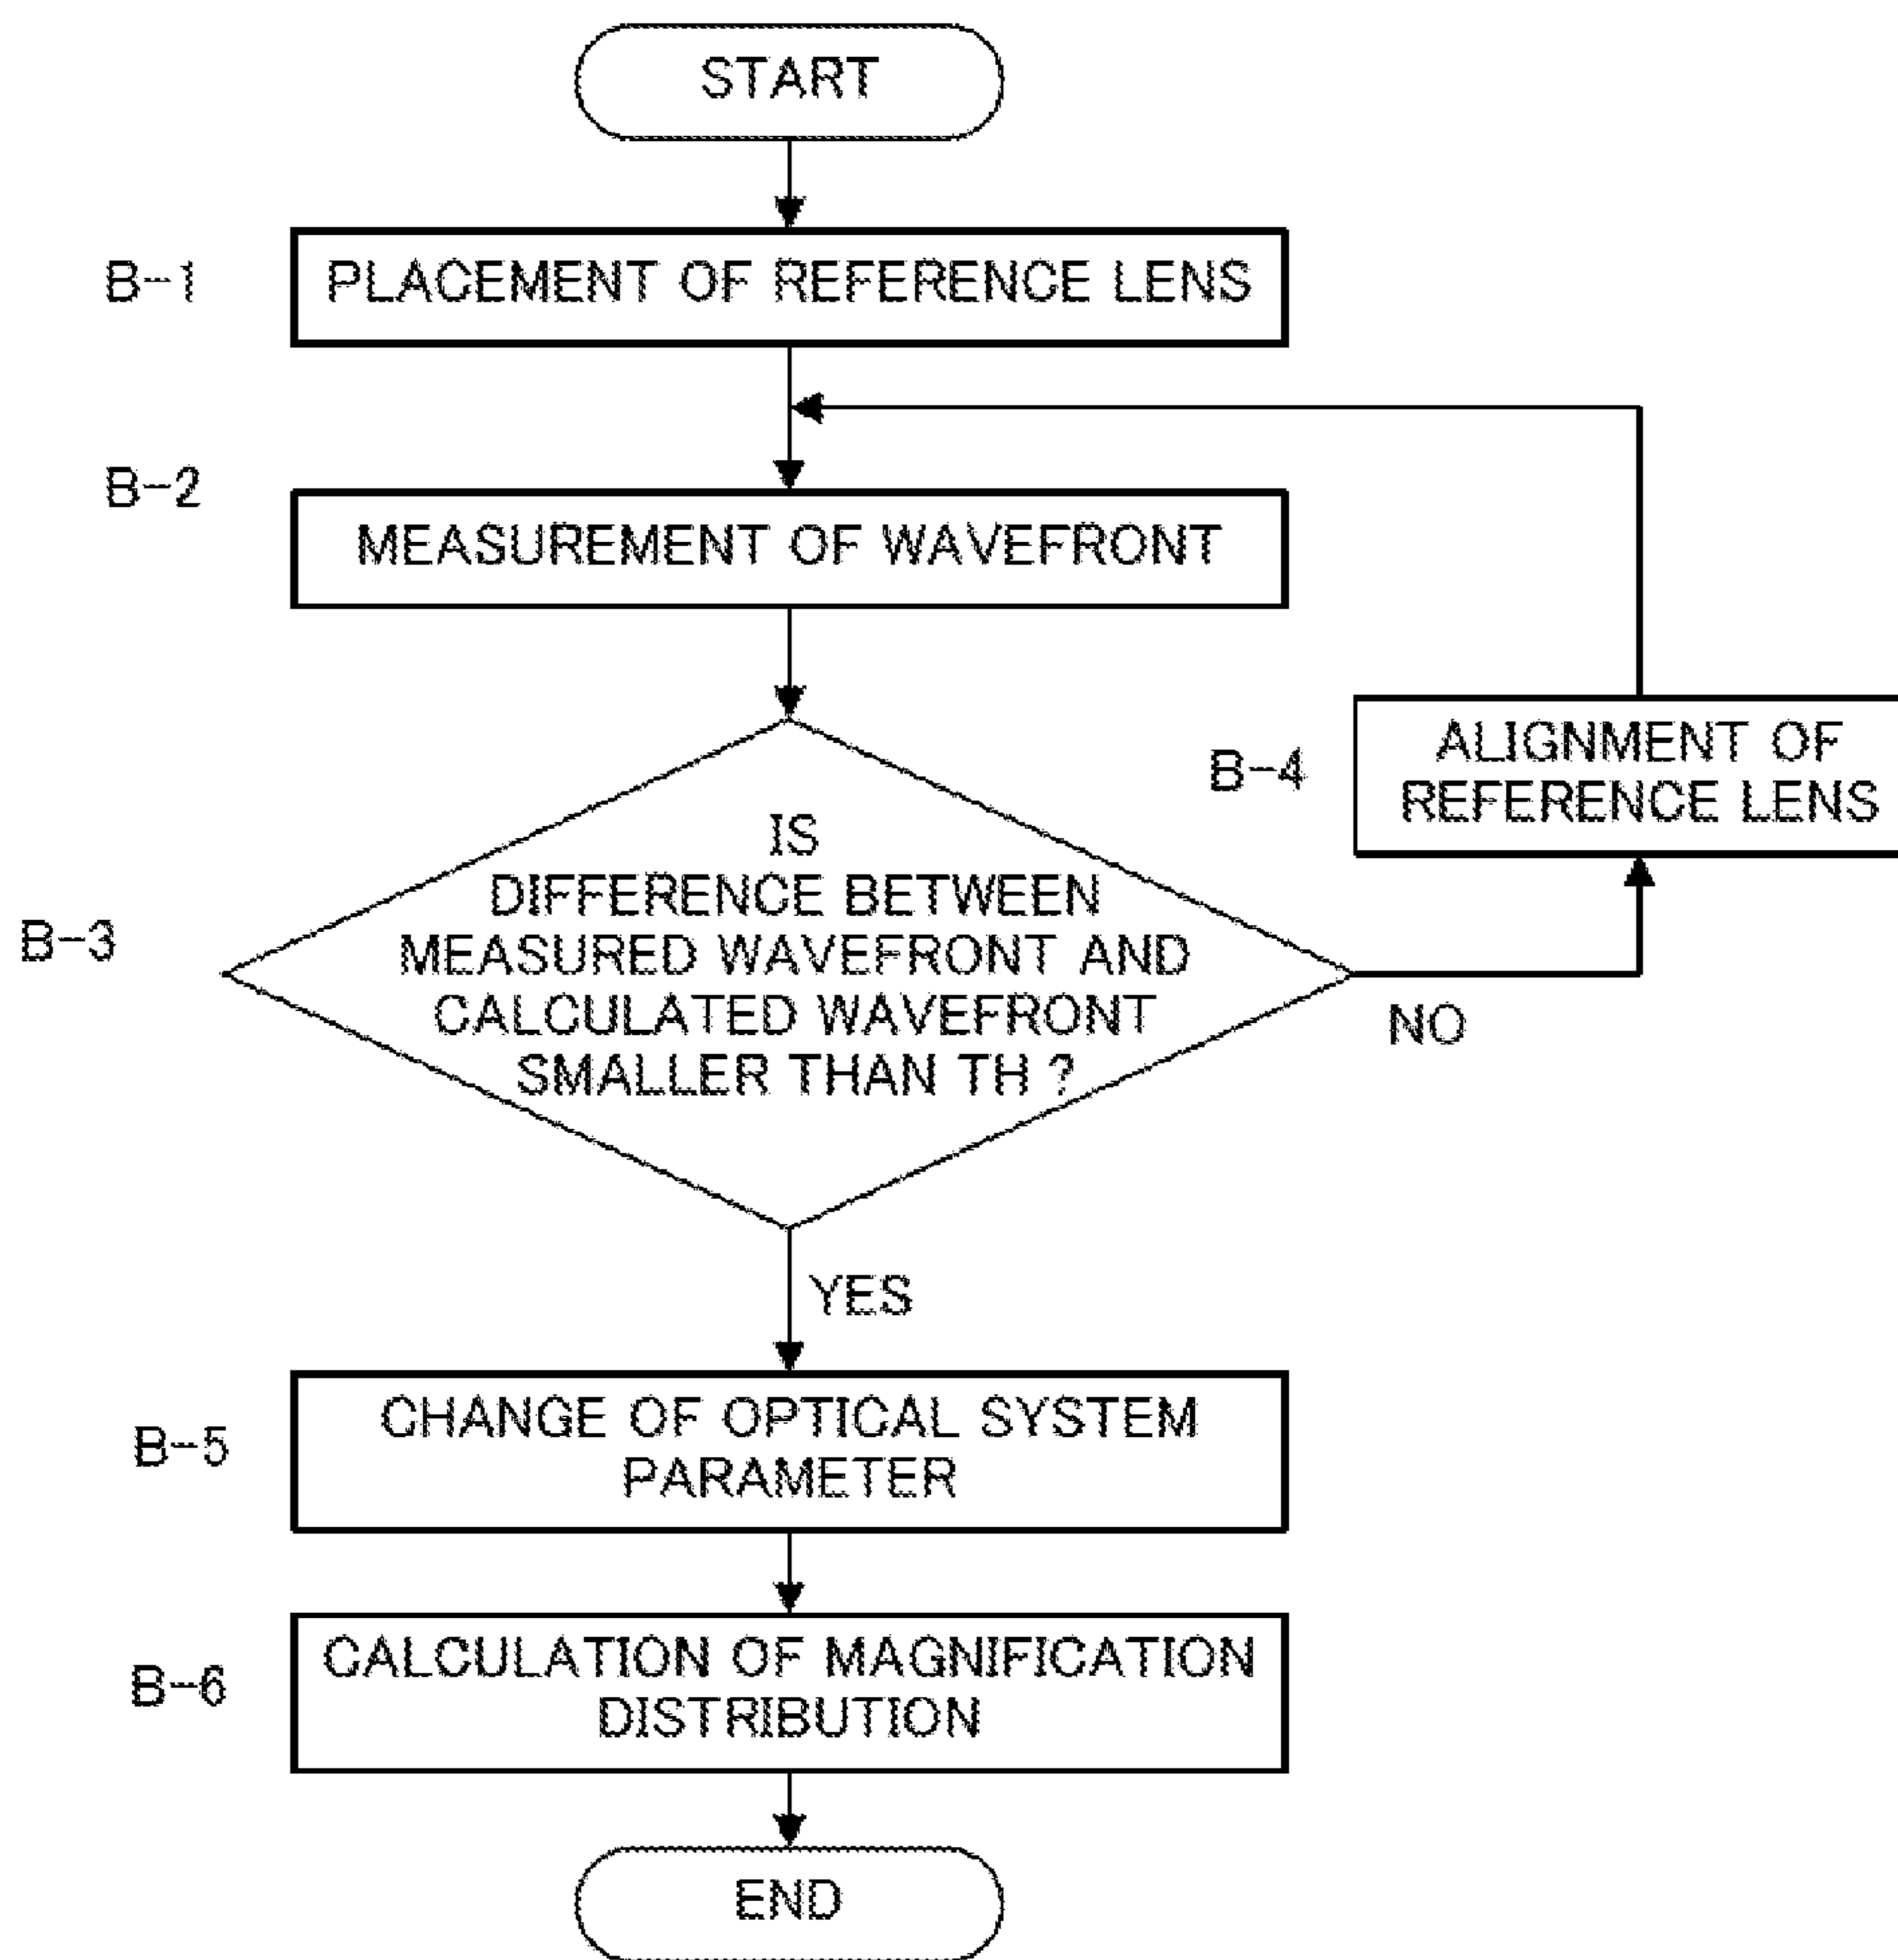 START
B-1
PLACEMENT OF REFERENCE LENS
B-2
MEASUREMENT OF WAVEFRONT
B-4
ALIGNMENT OF
REFERENCE LENS
B-3
IS
DIFFERENCE BETWEEN
MEASURED WAVEFRONT AND
CALCULATED WAVEFRONT
SMALLER THAN TH ?
NO
YES
B-5
CHANGE OF OPTICAL SYSTEM
PARAMETER
B-6
CALCULATION OF MAGNIFICATION
DISTRIBUTION
END